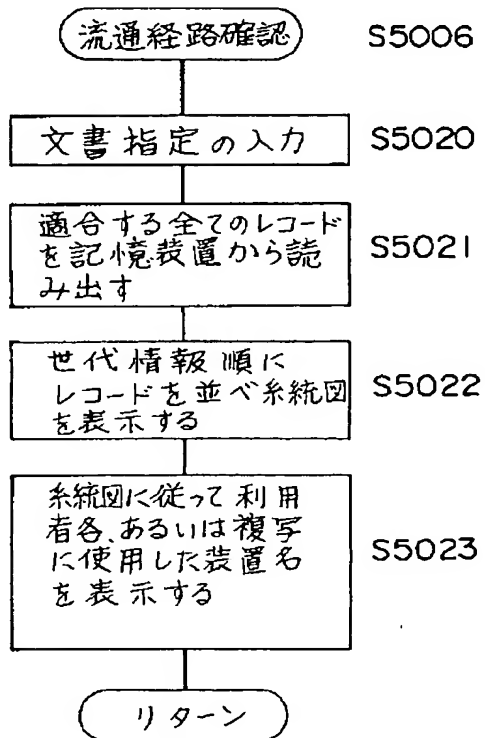 流通経路確認 S5006
文書指定の入力 S5020
適合する全てのレコード
を記憶装置から読 S5021
み出す
世代情報順に
レコードを並べ系統図 S5022
を表示する
系統図に従って利用
者各、あるいは複写
に使用した装置名 S5023
を表示する
リターン